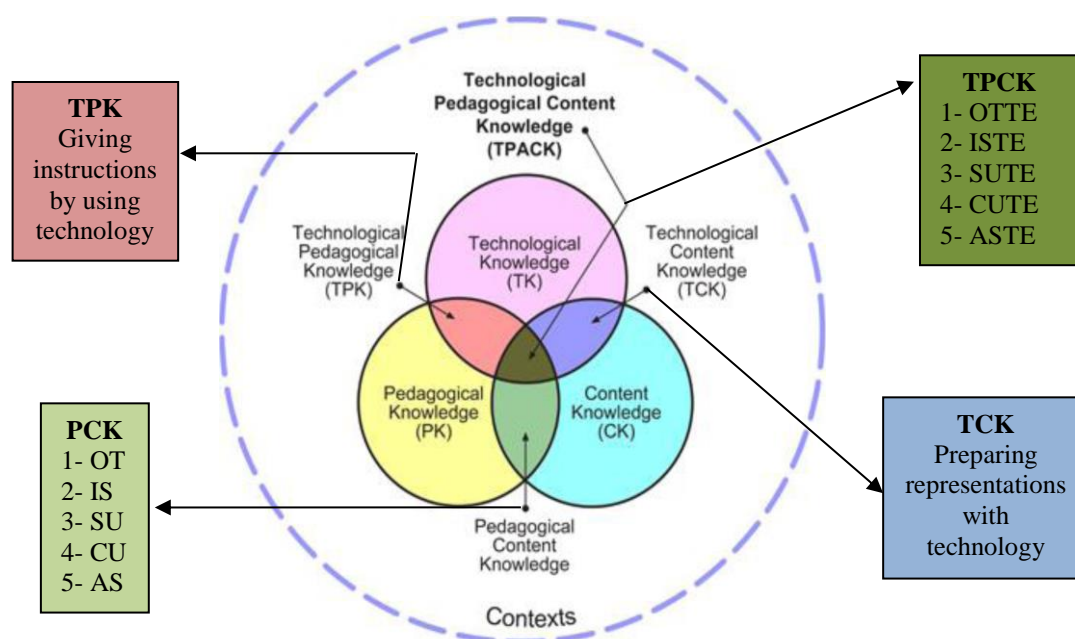 Technological
Pedagogical Content
Knowledge
(TPACK)
TPK
Giving
instructions
by using
technology
TPCK
1- OTTE
2- ISTE
3- SUTE
4- CUTE
5- ASTE
Technological
Pedagogical
Knowledge
(TPK)
Technological
Knowledge
(TK)
Technological
Content
Knowledge
(TCK)
Pedagogical
Knowledge
(PK)
Content
Knowledge
(CK)
PCK
1- OT
2- IS
3- SU
4- CU
5- AS
TCK
Preparing
representations
with
technology
Pedagogical
Content
Knowledge
Contexts